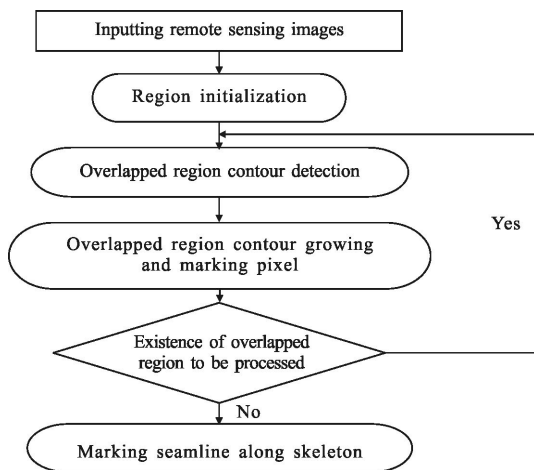 Inputting remote sensing images
Region initialization
Overlapped region contour detection
Overlapped region contour growing
and marking pixel
Yes
Existence of overlapped
region to be processed
No
Marking seamline along skeleton